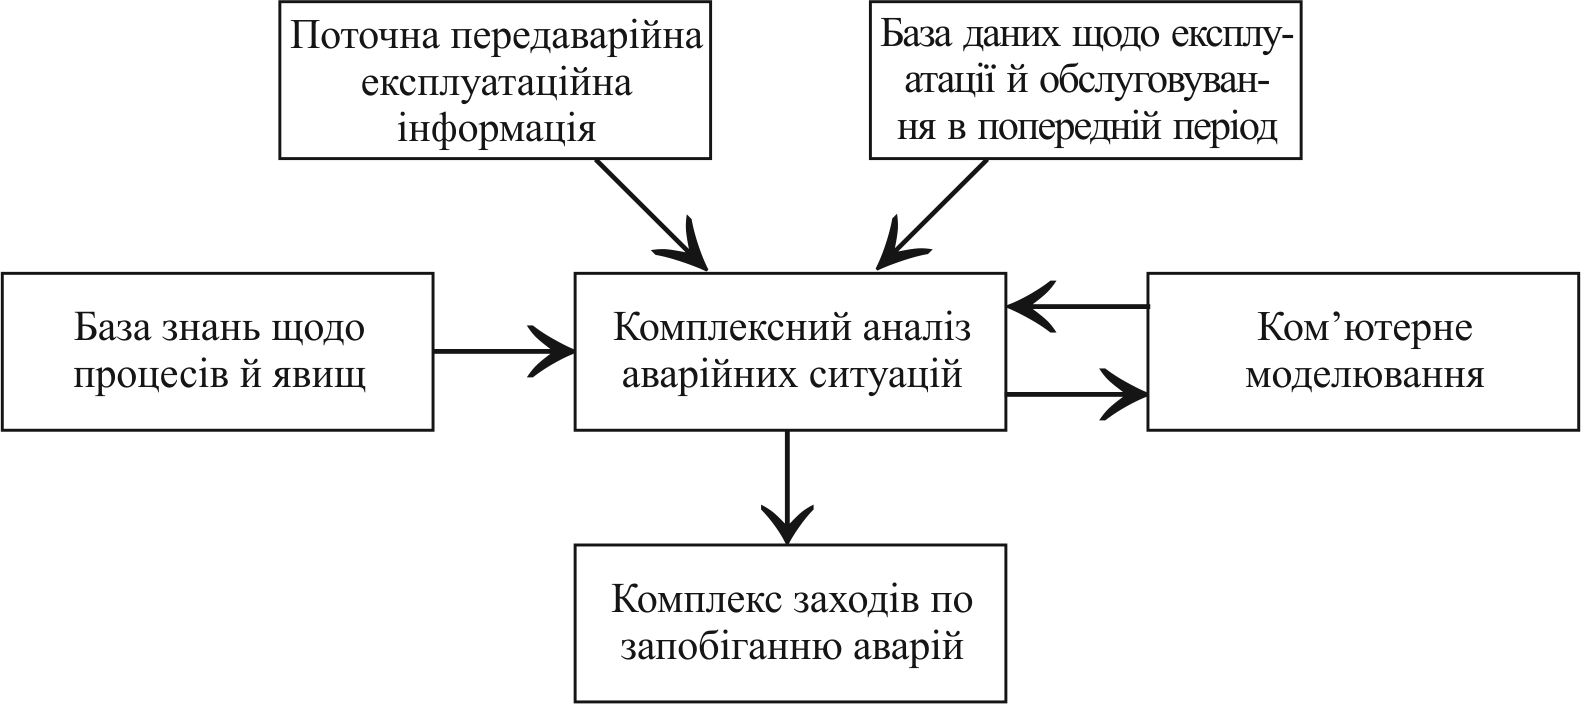 Поточна передаварійна
експлуатаційна
інформація
База даних щодо експлу-
атації й обслуговуван-
ня в попередній період
База знань щодо
процесів й явищ
Комплексний аналіз
аварійних ситуацій
Ком’ютерне
моделювання
Комплекс заходів по
запобіганню аварій